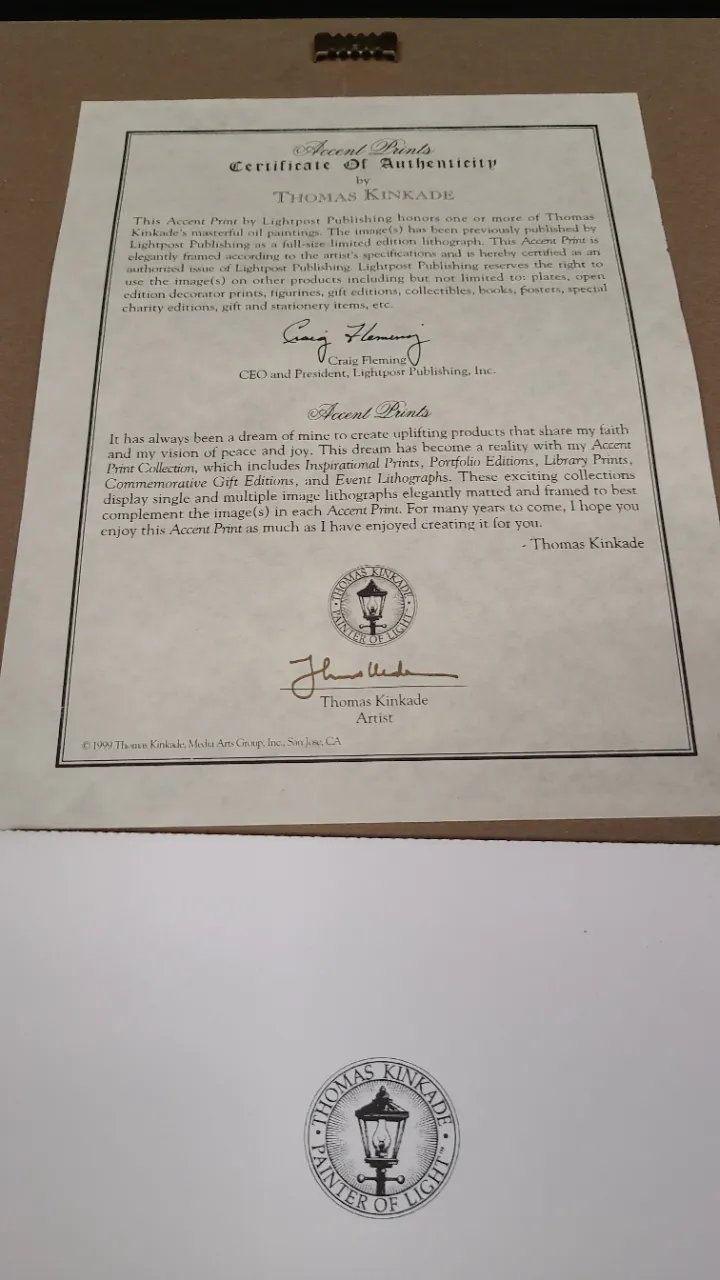 Accent Prints
Certificate Of Authenticity
by
THOMAS KINKADE
This Accent Print by Lightpost Publishing honors one or more of Thomas
Kinkade's masterful oil paintings. The image(s) has been previously published by
Lightpost Publishing as a full-size limited edition lithograph. This Accent Print is
elegantly framed according to the artist's specifications and is hereby certified as an
authorized issue of Lightpost Publishing. Lightpost Publishing reserves the right to
use the image(s) on other products including but not limited to: plates, open
edition decorator prints, figurines, gift editions, collectibles, books, posters, special
charity editions, gift and stationery items, etc.
Craig Fleming
Craig Fleming
CEO and President, Lightpost Publishing, Inc.
Accent Prints
It has always been a dream of mine to create uplifting products that share my faith
and my vision of peace and joy. This dream has become a reality with my Accent
Print Collection, which includes Inspirational Prints, Portfolio Editions, Library Prints,
Commemorative Gift Editions, and Event Lithographs. These exciting collections
display single and multiple image lithographs elegantly matted and framed to best
complement the image(s) in each Accent Print. For many years to come, I hope you
enjoy this Accent Print as much as I have enjoyed creating it for you.
- Thomas Kinkade
• THOMAS KINKADE •
PAINTER OF LIGHT™
Thomas Kinkade
Artist
© 1999 Thomas Kinkade, Media Arts Group, Inc., San Jose, CA
• THOMAS KINKADE •
PAINTER OF LIGHT™